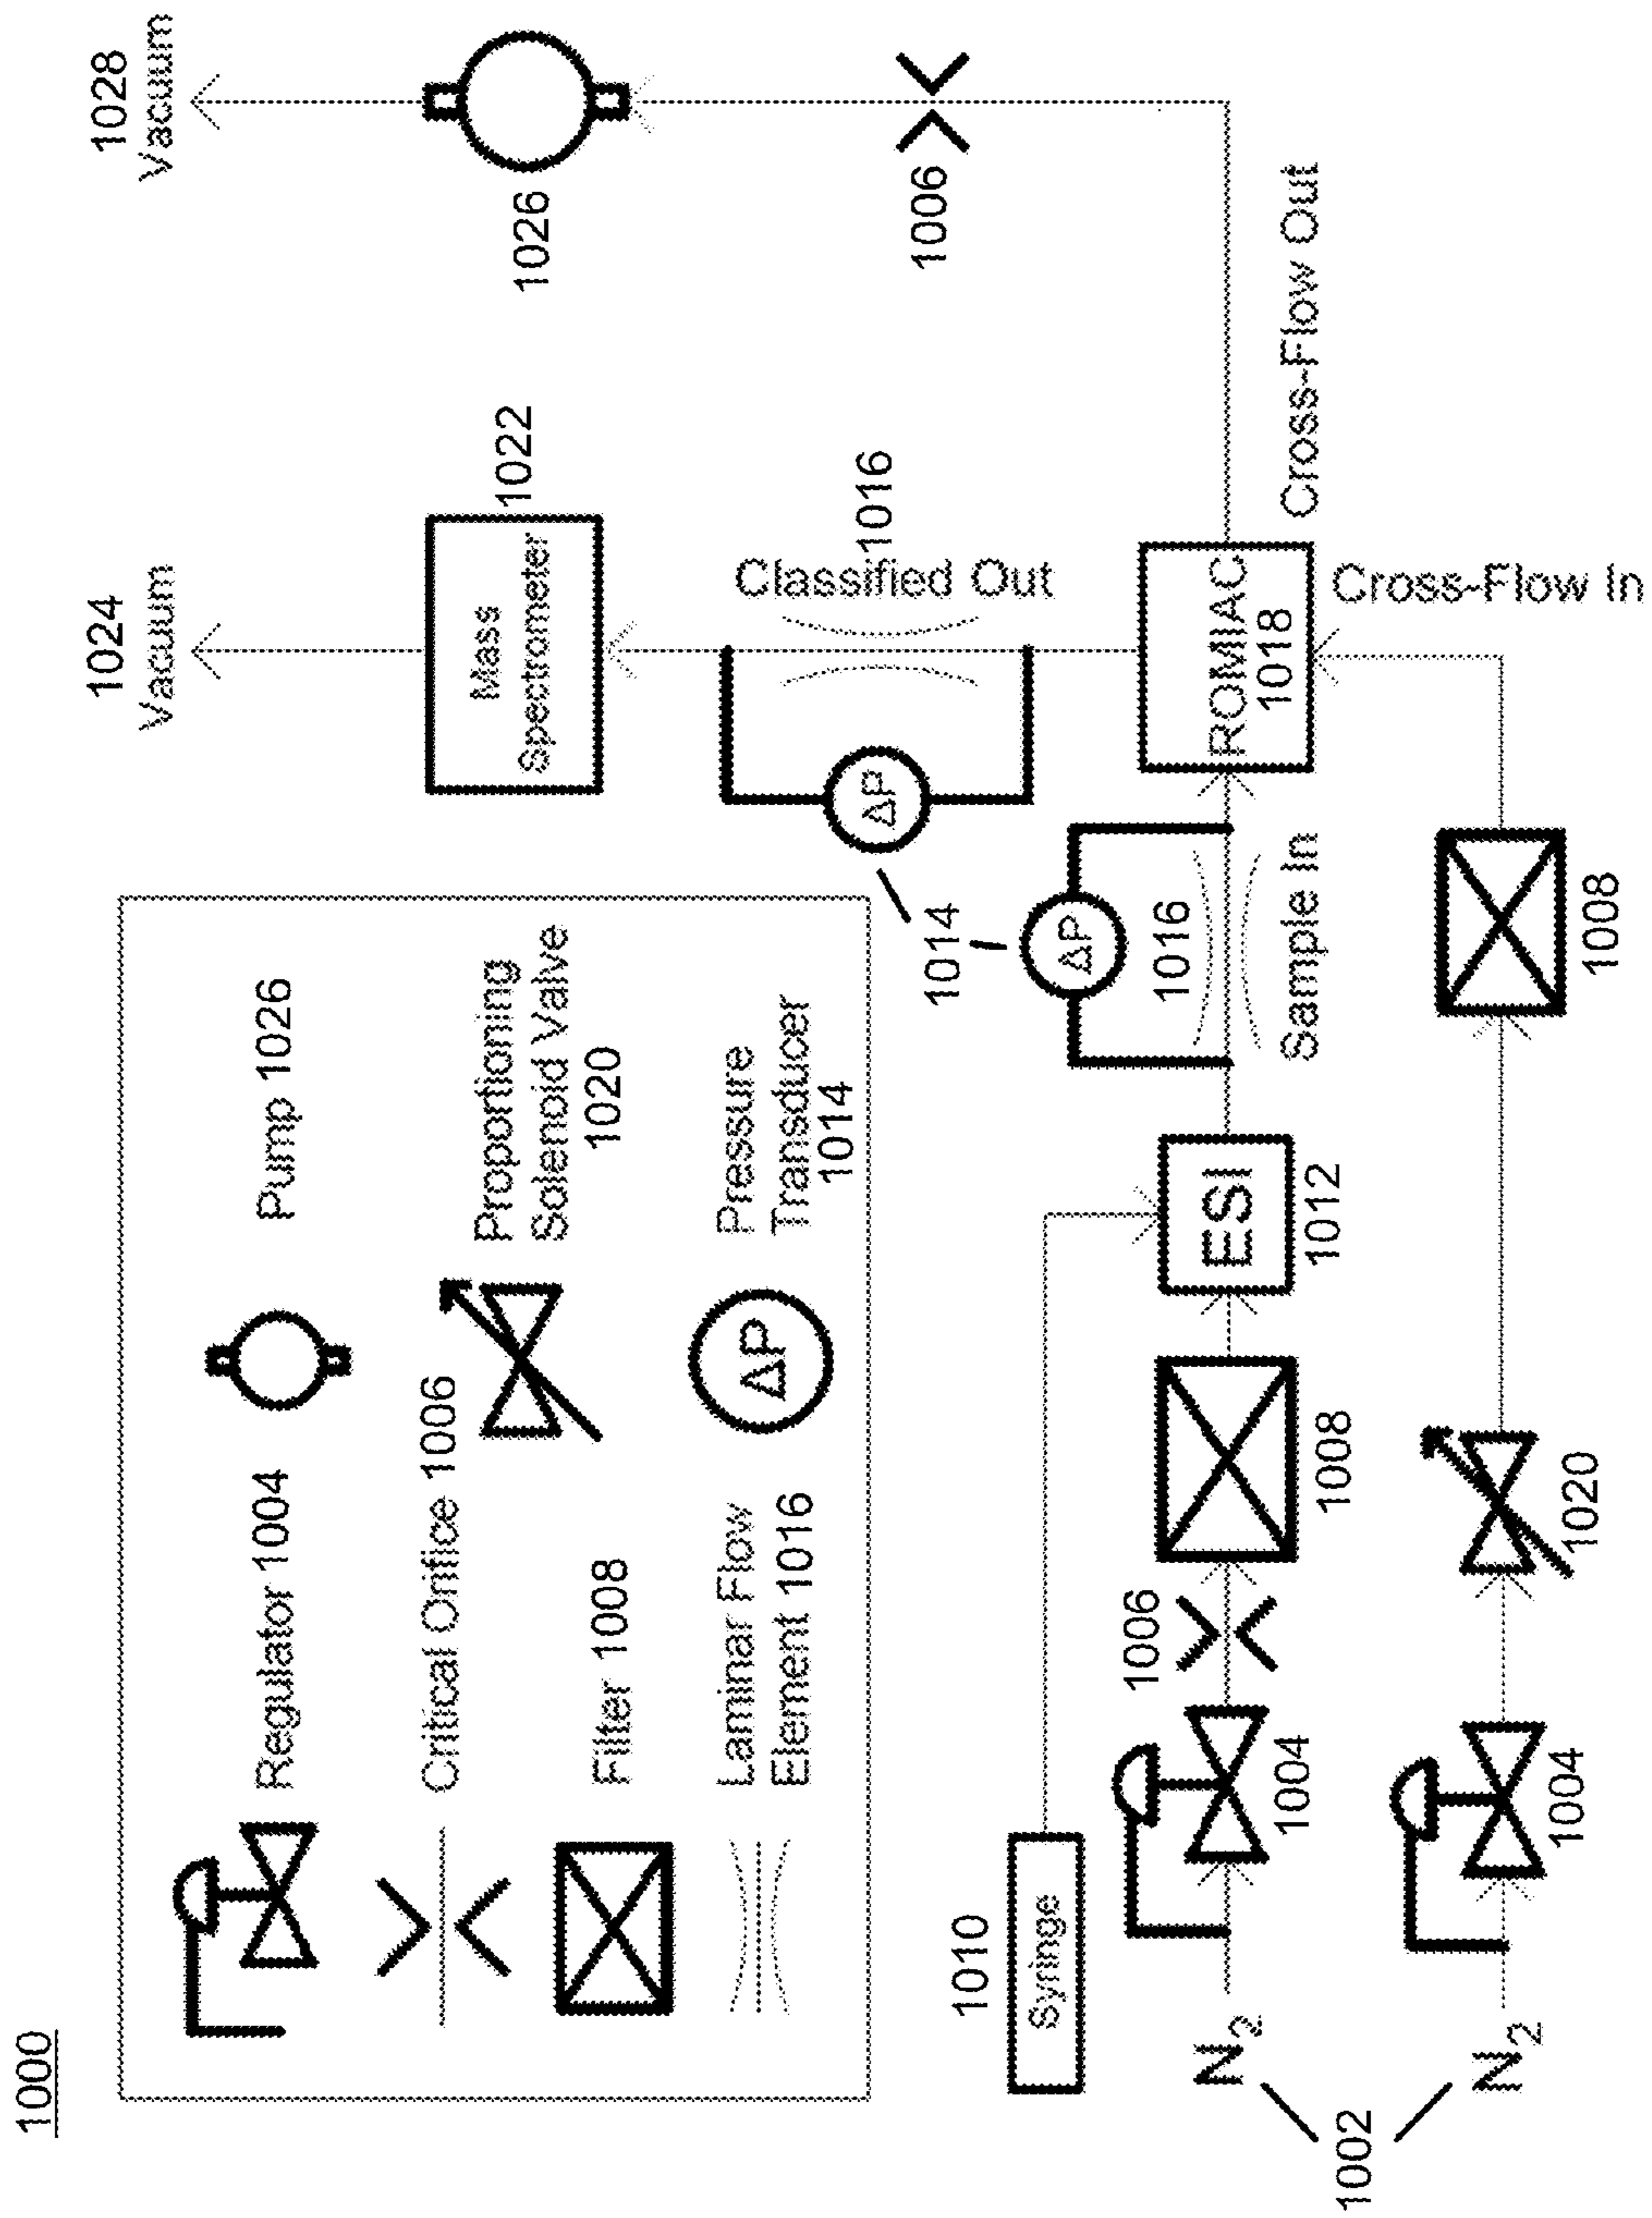 1000
Regulator 1004
Pump 1026
Critical Orifice 1006
Proportioning
Solenoid Valve
1020
Filter 1008
Laminar Flow
Element 1016
ΔP
Pressure
Transducer
1014
1024
Vacuum
1028
Vacuum
Mass
Spectrometer
1022
1026
1016
Classified Out
ΔP
1006
1014
1010
Syringe
ΔP
1016
Sample In
1006
N2
1004
1008
ESI
1012
ROMIAC
1018
Cross-Flow Out
Cross-Flow In
1002
N2
1004
1020
1008